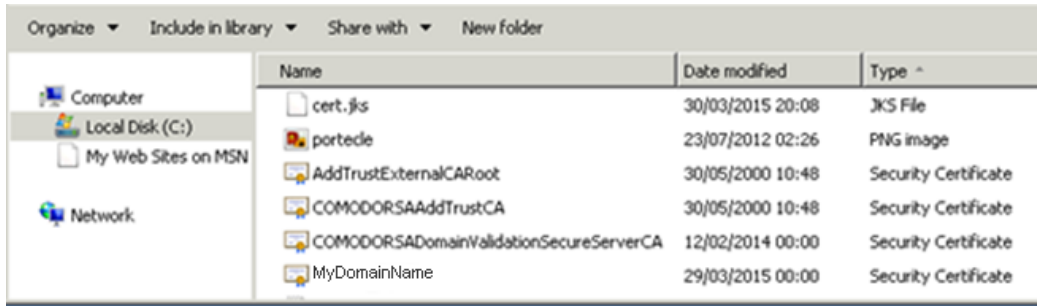 Organize Include in library Share with New folder
Name Date modified Type
Computer
Local Disk (C:)
My Web Sites on MSN
Network
cert.jks 30/03/2015 20:08 JKS File
portecle 23/07/2012 02:26 PNG image
AddTrustExternalCARoot 30/05/2000 10:48 Security Certificate
COMODORSAAddTrustCA 30/05/2000 10:48 Security Certificate
COMODORSADomainValidationSecureServerCA 12/02/2014 00:00 Security Certificate
MyDomainName 29/03/2015 00:00 Security Certificate